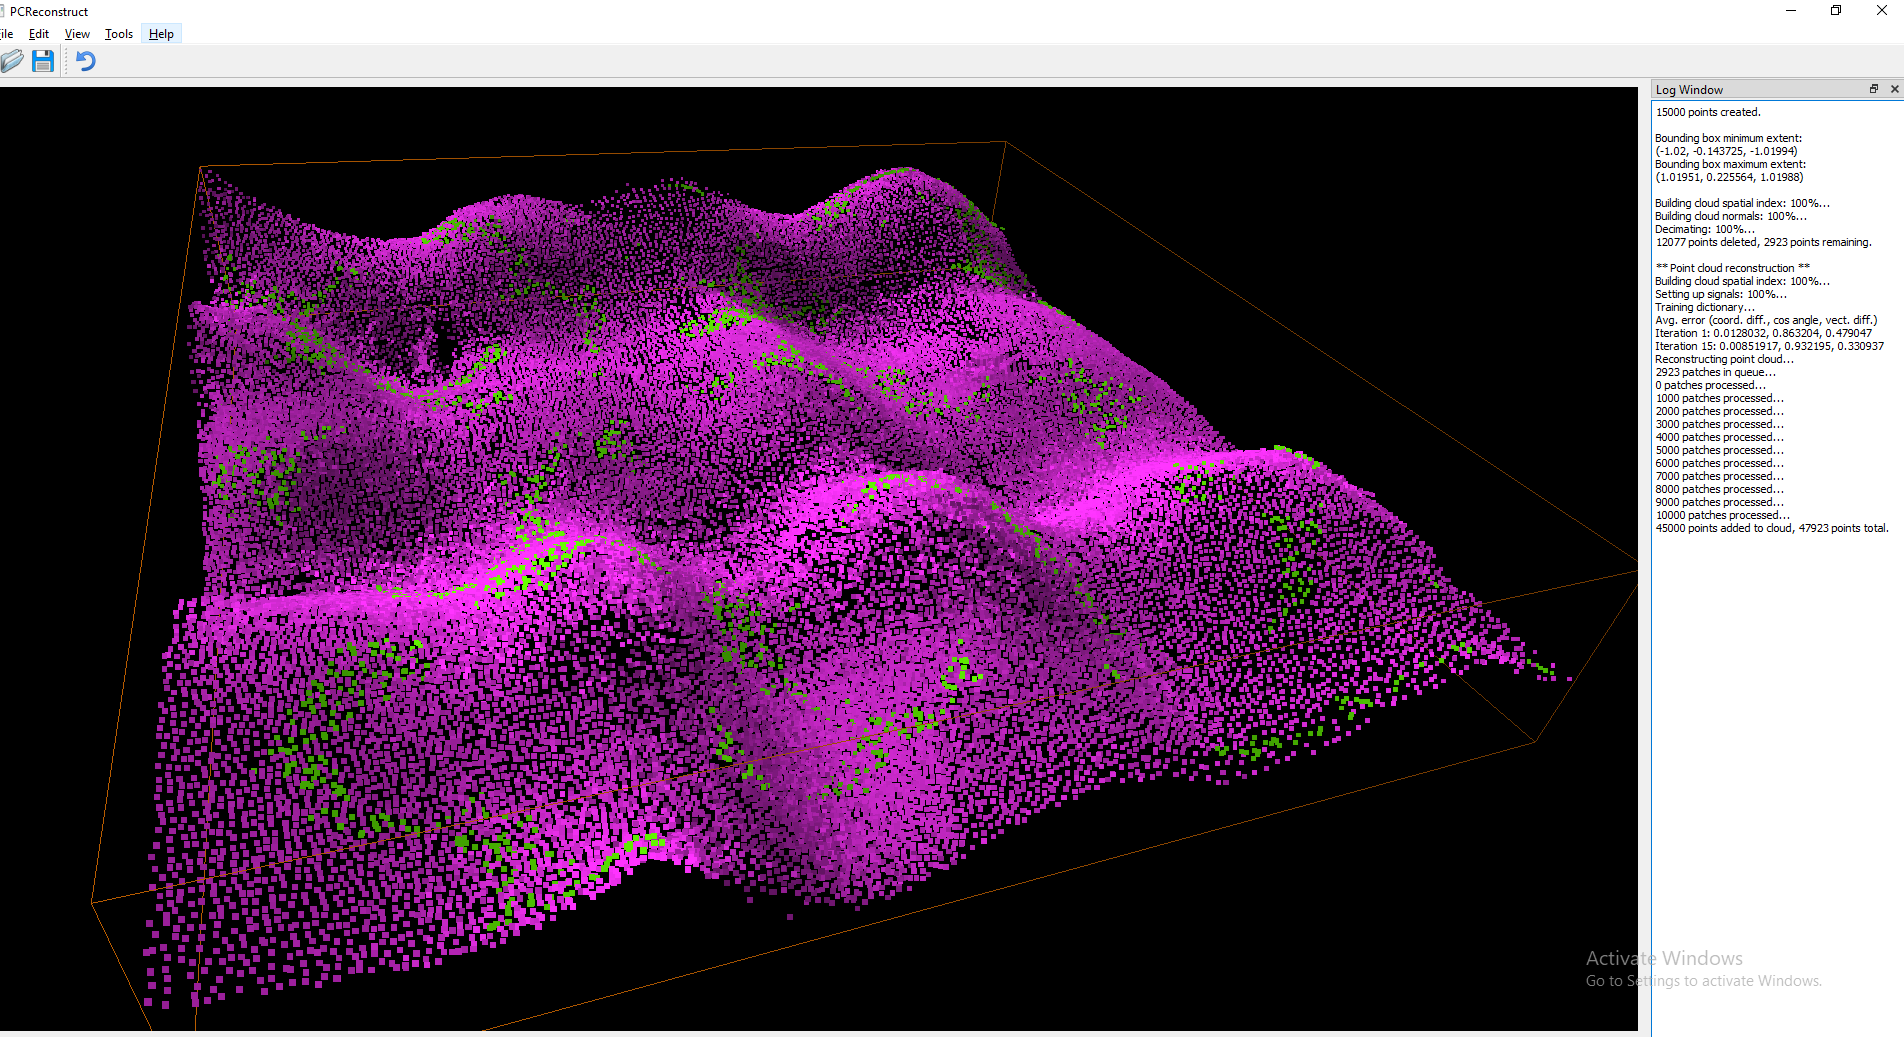 PCReconstruct
ile Edit View Tools Help
Log Window
15000 points created.
Bounding box minimum extent:
(-1.02, -0.143725, -1.01994)
Bounding box maximum extent:
(1.01951, 0.225564, 1.01988)
Building cloud spatial index: 100%...
Building cloud normals: 100%...
Decimating: 100%...
12077 points deleted, 2923 points remaining.
** Point cloud reconstruction **
Building cloud spatial index: 100%...
Setting up signals: 100%...
Training dictionary...
Avg. error (coord. diff., cos angle, vect. diff.)
Iteration 1: 0.0128032, 0.863204, 0.479047
Iteration 15: 0.00851917, 0.932195, 0.330937
Reconstructing point cloud...
2923 patches in queue...
0 patches processed...
1000 patches processed...
2000 patches processed...
3000 patches processed...
4000 patches processed...
5000 patches processed...
6000 patches processed...
7000 patches processed...
8000 patches processed...
9000 patches processed...
10000 patches processed...
45000 points added to cloud, 47923 points total.
Activate Windows
Go to Settings to activate Windows.